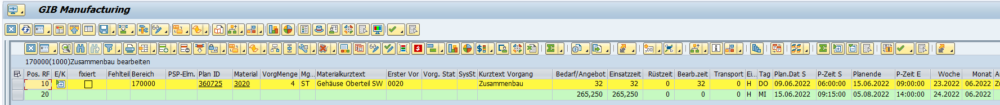 GIB Manufacturing
170000(1000)Zusammenbau bearbeiten
Pos. RF E/K fixiert Fehlteil Bereich PSP-Elm. Plan ID Material VorgMenge Mg... Materialkurztext Erster Vor Vorg. Stat SysSt Kurztext Vorgang Bedarf/Angebot Einsatzzeit Rüstzeit Bearb.zeit Transport Ei... Tag Plan.Dat S P-Zeit S Planende P-Zeit E Woche Monat
10 170000 360725 3020 4 ST Gehäuse Oberteil SW 0020 Zusammenbau 32 32 0 32 0 H DO 09.06.2022 06:00:00 15.06.2022 09:00:00 23.2022 06.2022
20 265,250 265,250 0 0 0 H MI 15.06.2022 09:15:00 05.08.2022 14:00:00 24.2022 06.2022